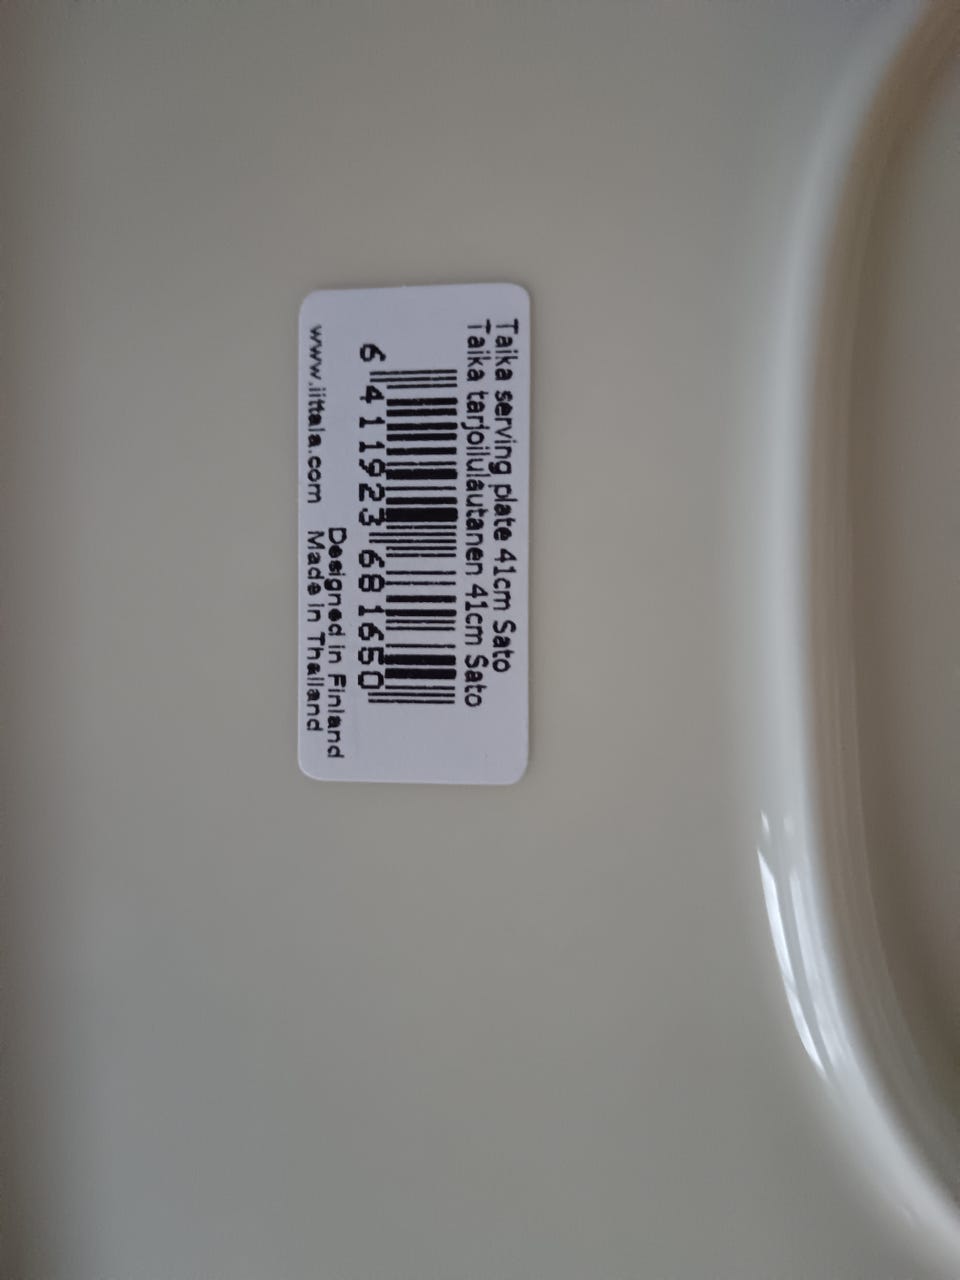 Taika serving plate 41cm Sato
Taika tarjoilulautanen 41cm Sato
6 411923 681650
Designed in Finland
www.iittala.com Made in Thailand